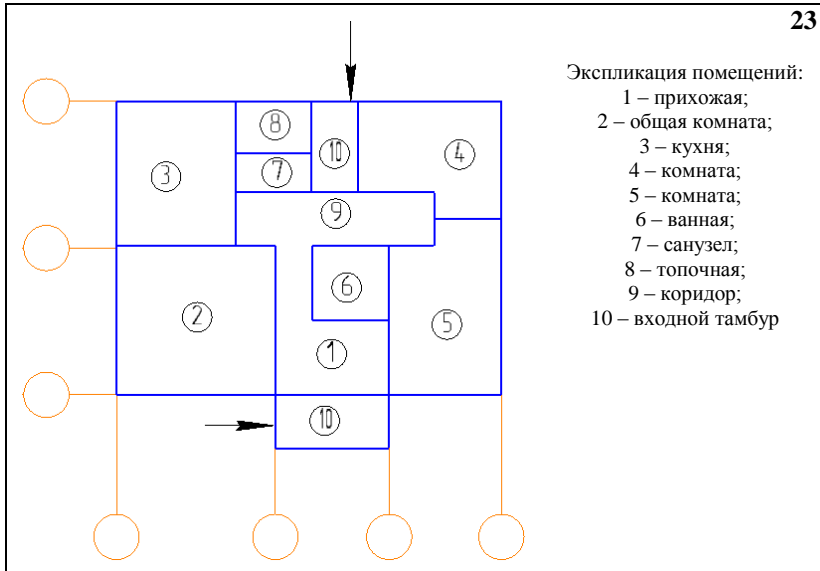 23
Экспликация помещений:
1 – прихожая;
2 – общая комната;
3 – кухня;
4 – комната;
5 – комната;
6 – ванная;
7 – санузел;
8 – топочная;
9 – коридор;
10 – входной тамбур
8
10
4
3
7
9
6
2
5
1
10